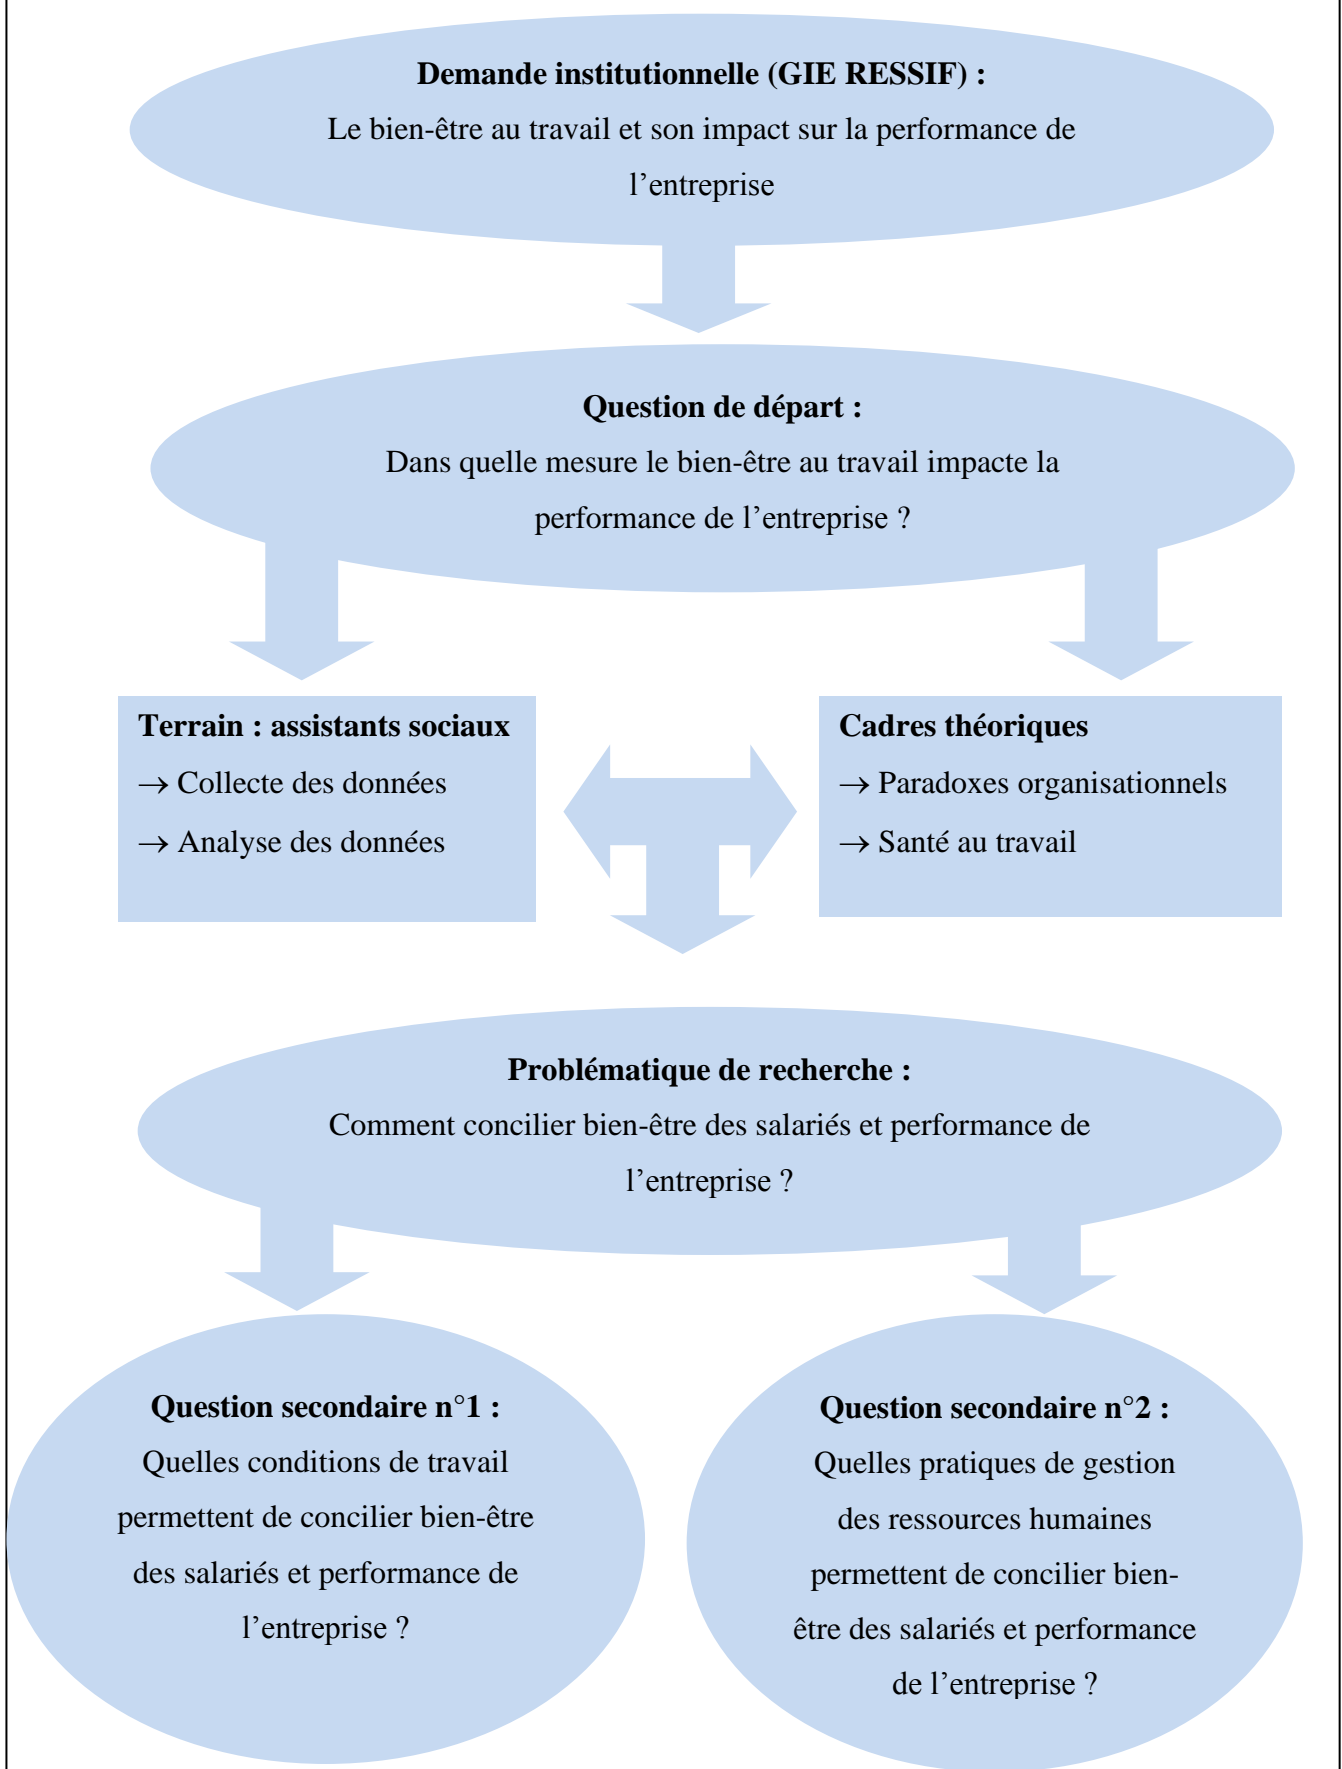 Demande institutionnelle (GIE RESSIF) :
Le bien-être au travail et son impact sur la performance de
l’entreprise
Question de départ :
Dans quelle mesure le bien-être au travail impacte la
performance de l’entreprise ?
Terrain : assistants sociaux
→ Collecte des données
→ Analyse des données
Cadres théoriques
→ Paradoxes organisationnels
→ Santé au travail
Problématique de recherche :
Comment concilier bien-être des salariés et performance de
l’entreprise ?
Question secondaire n°1 :
Quelles conditions de travail
permettent de concilier bien-être
des salariés et performance de
l’entreprise ?
Question secondaire n°2 :
Quelles pratiques de gestion
des ressources humaines
permettent de concilier bien-
être des salariés et performance
de l’entreprise ?